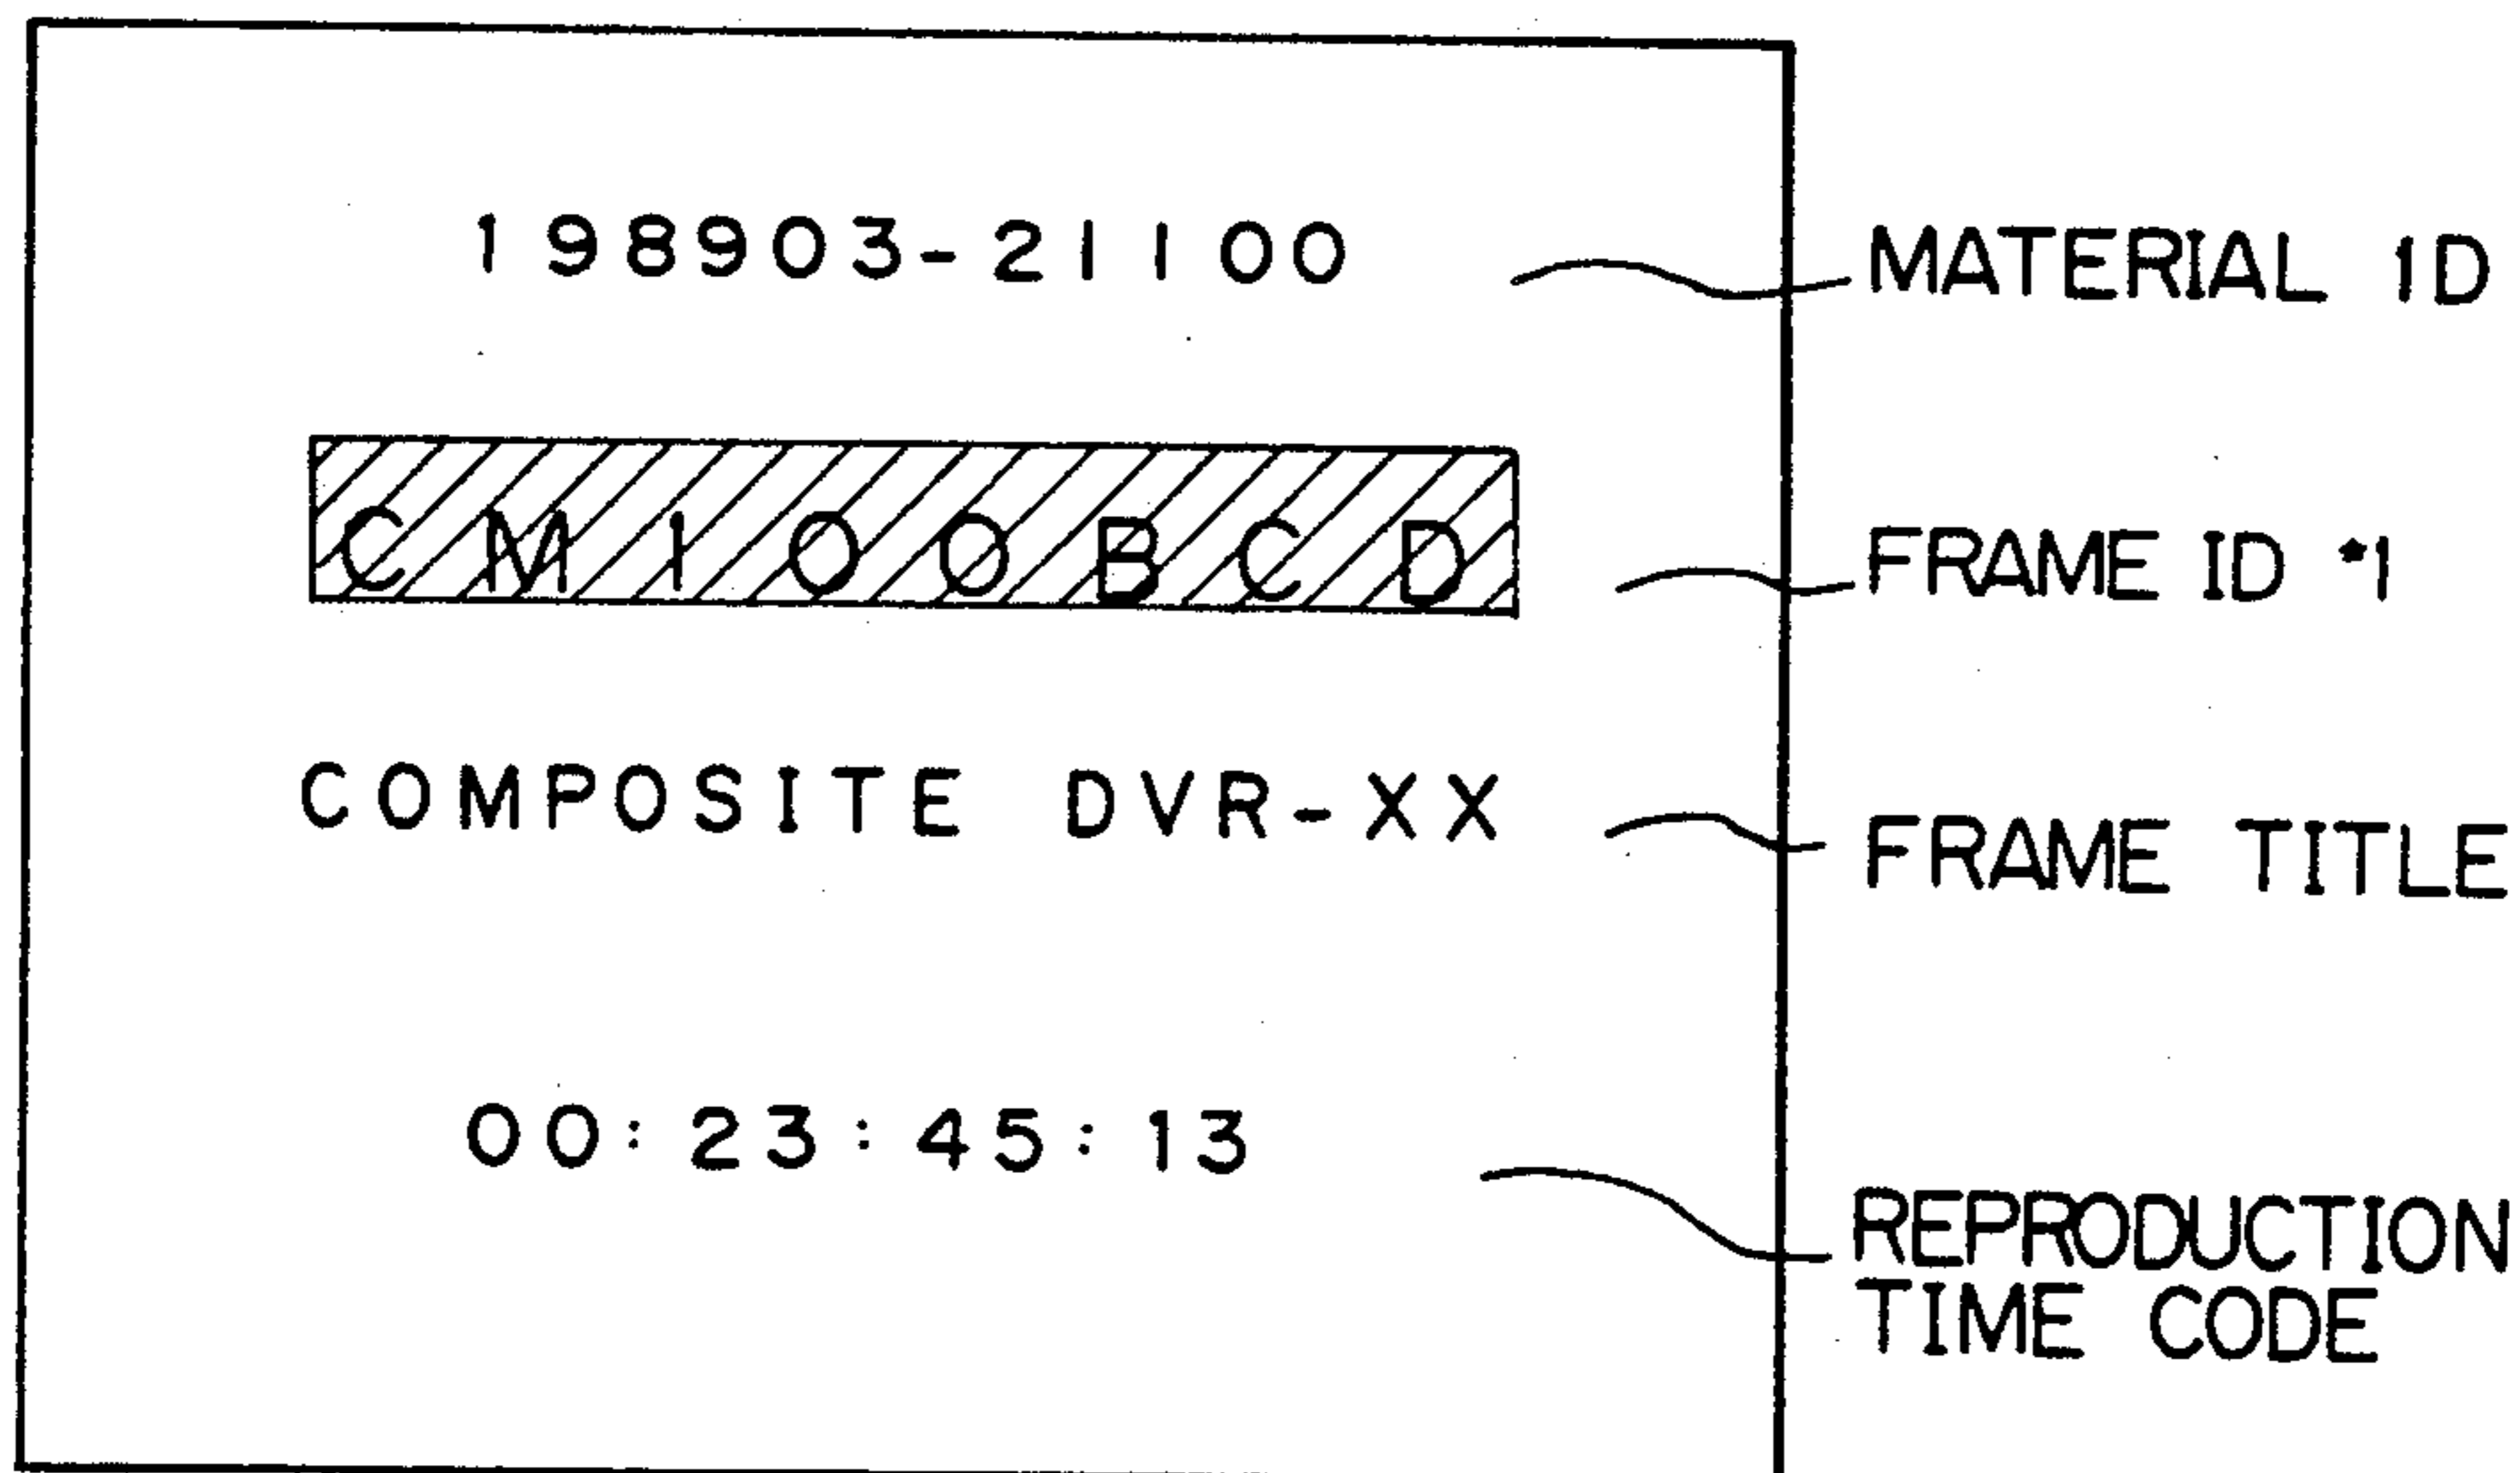 198903-21100
MATERIAL ID
CM100BCD
FRAME ID *1
COMPOSITE DVR-XX
FRAME TITLE
00:23:45:13
REPRODUCTION
TIME CODE